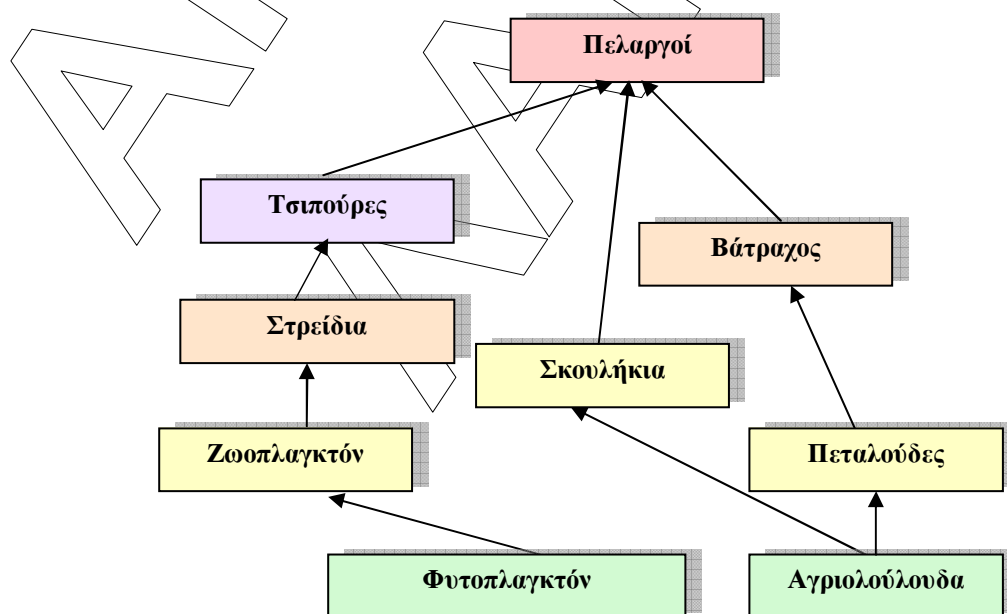 Πελαργοί
Τσιπούρες
Βάτραχος
Στρείδια
Σκουλήκια
Ζωοπλαγκτόν
Πεταλούδες
Φυτοπλαγκτόν
Αγριολούλουδα